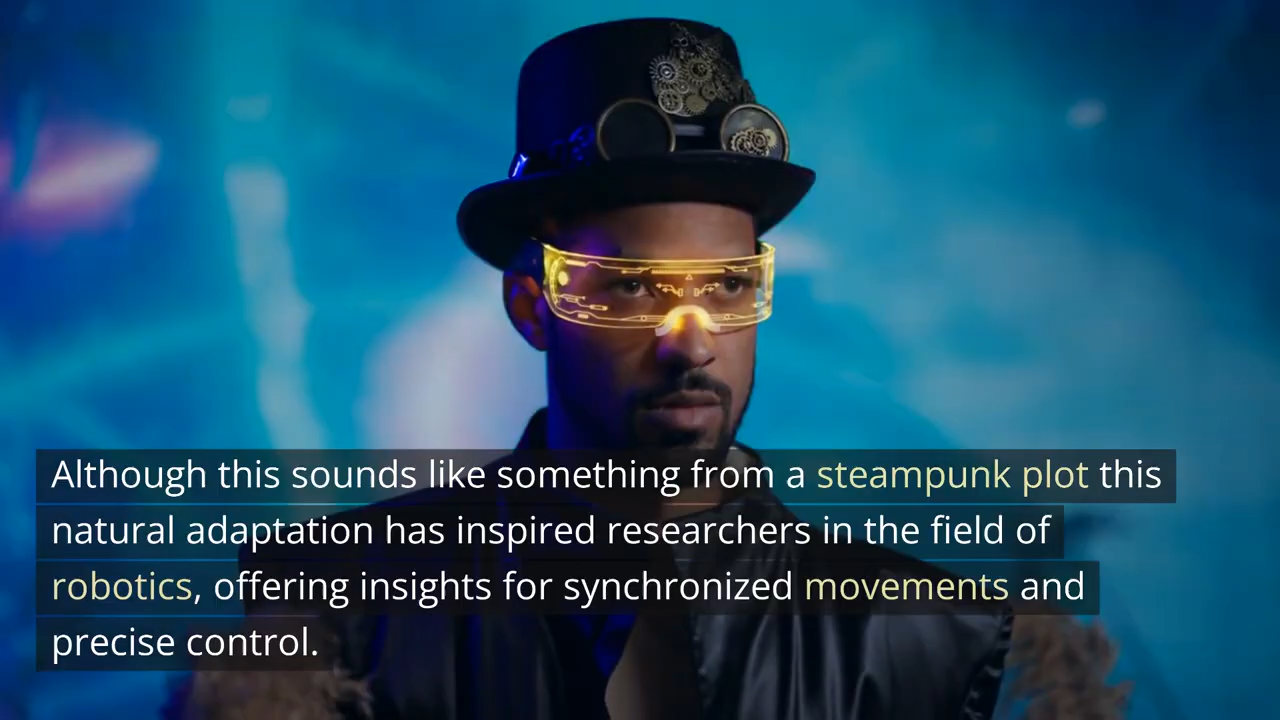 Although this sounds like something from a steampunk plot this
natural adaptation has inspired researchers in the field of
robotics, offering insights for synchronized movements and
precise control.